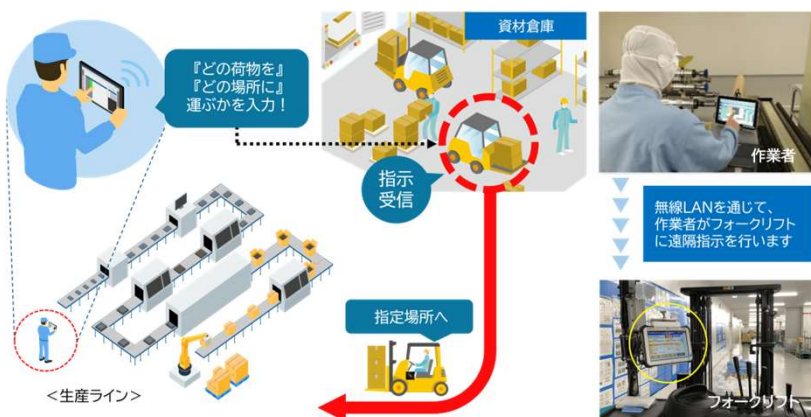 『どの荷物を』
『どの場所に』
運ぶかを入力！
資材倉庫
指示
受信
指定場所へ
＜生産ライン＞
作業者
無線LANを通じて、
作業者がフォークリフト
に遠隔指示を行います
フォークリフト